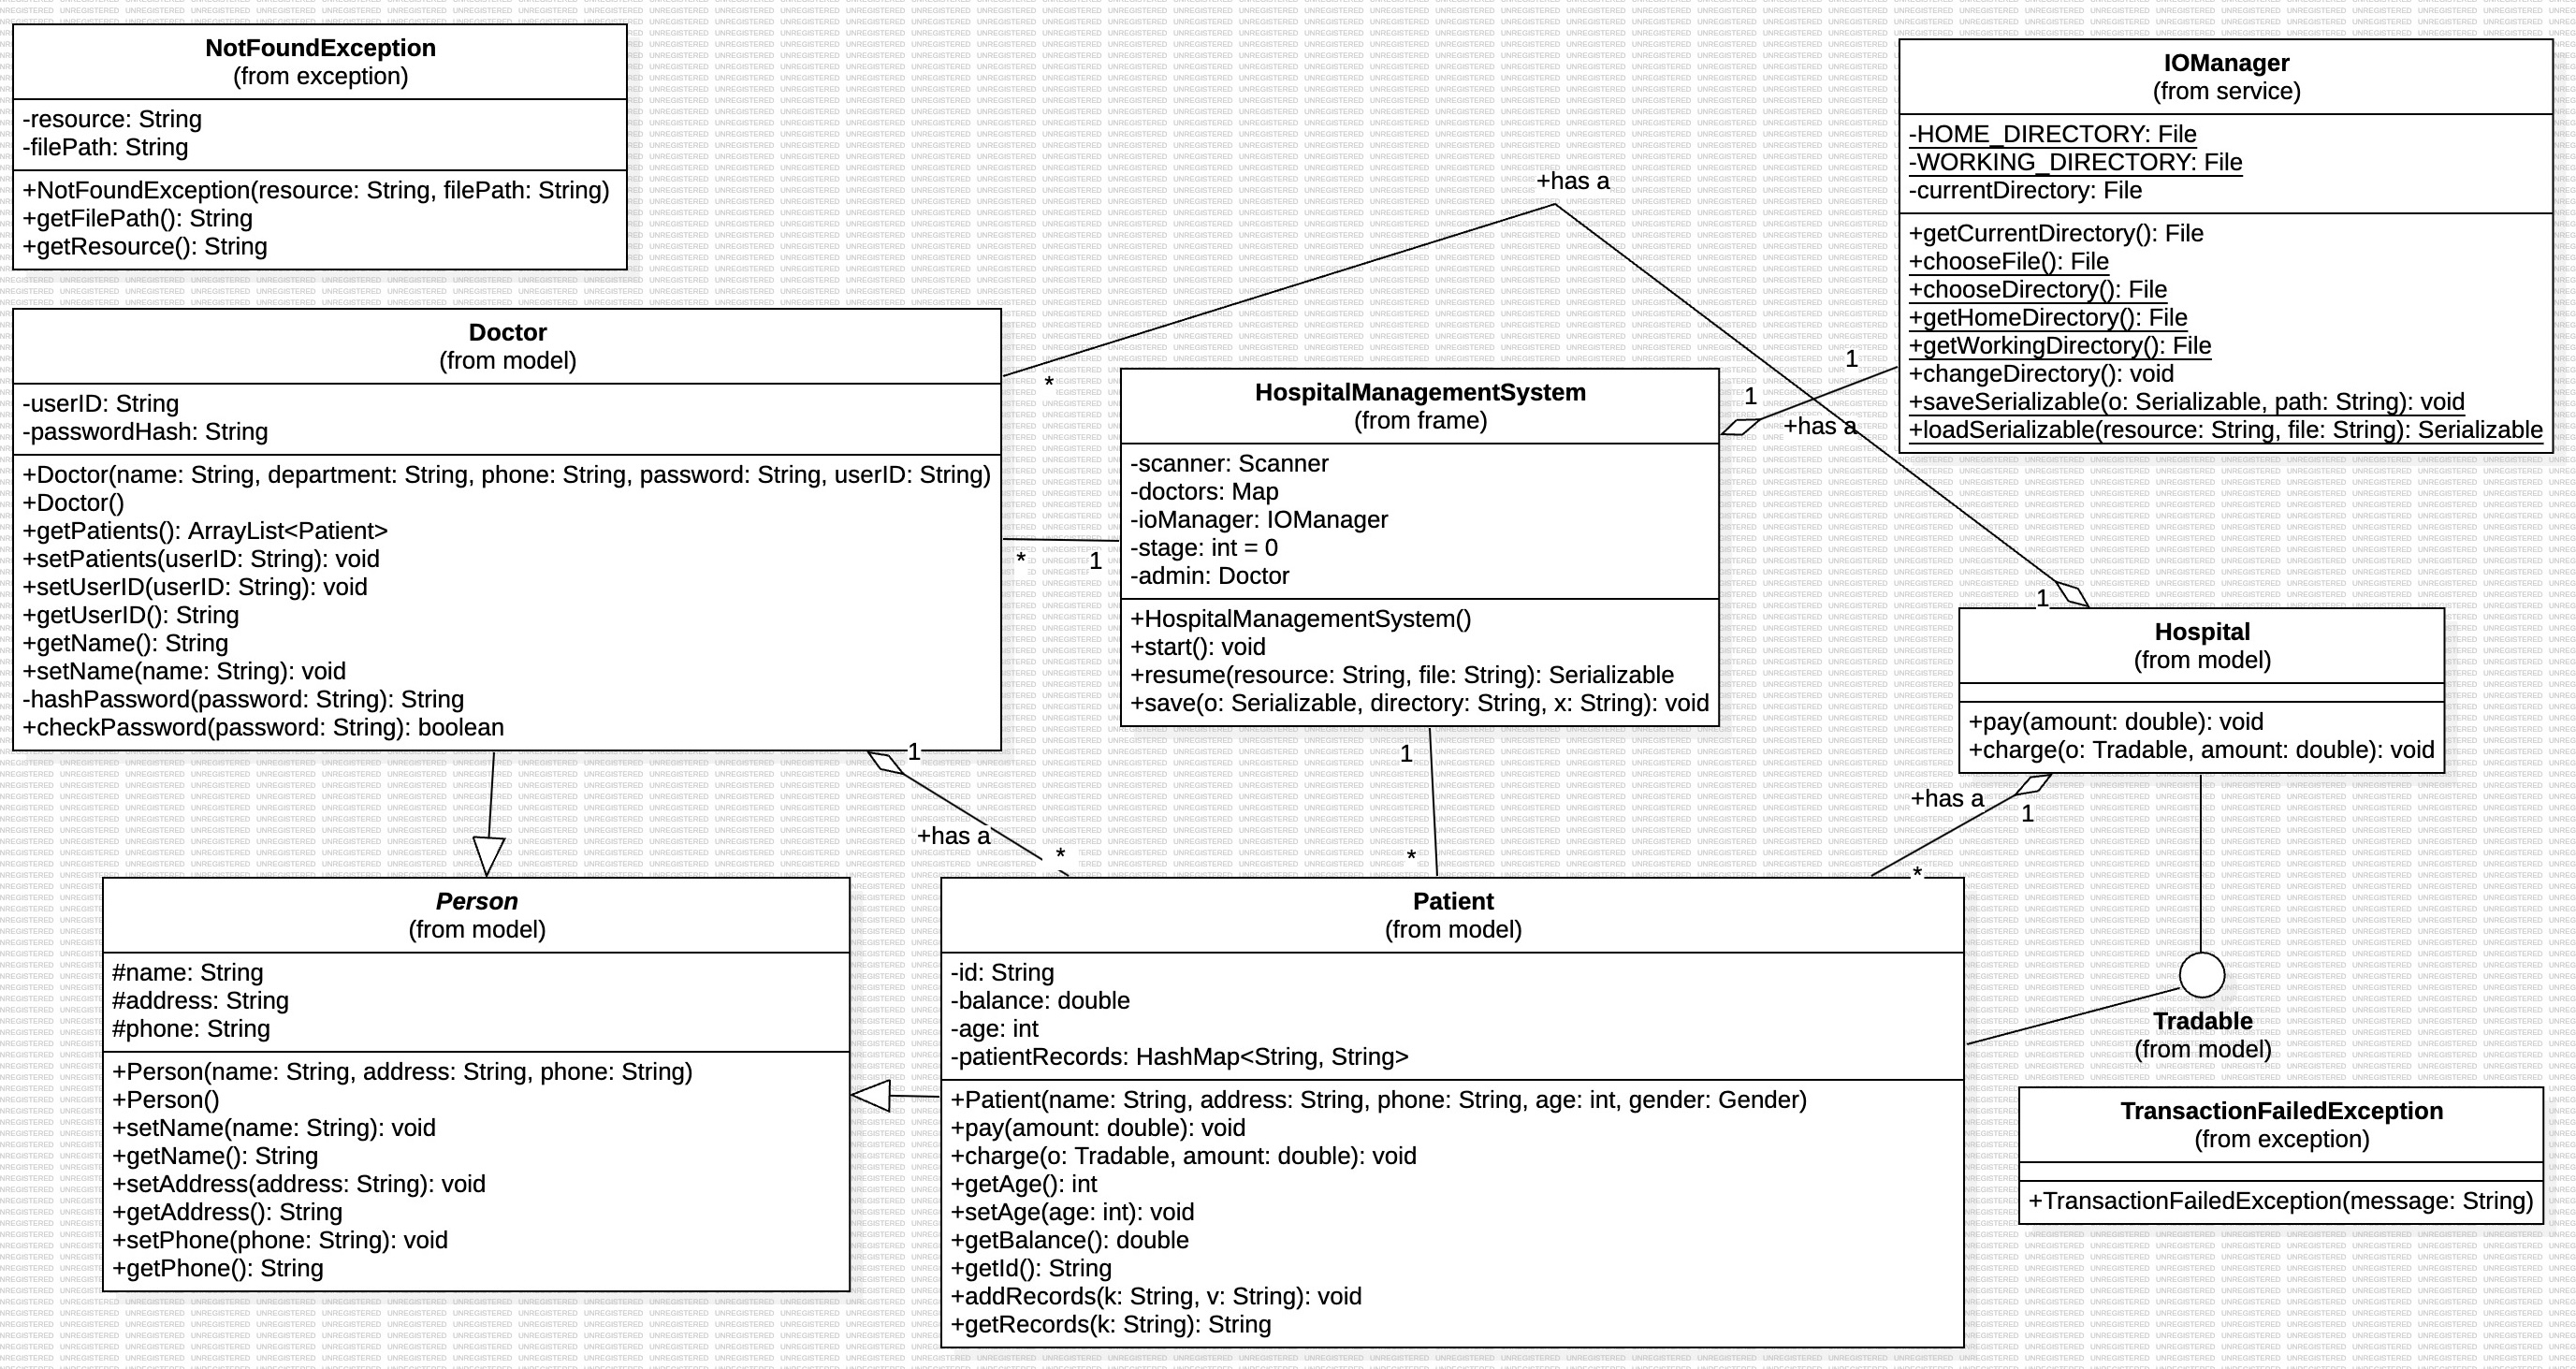 NotFoundException
(from exception)
-resource: String
-filePath: String
+NotFoundException(resource: String, filePath: String)
+getFilePath(): String
+getResource(): String
IOManager
(from service)
-HOME_DIRECTORY: File
-WORKING_DIRECTORY: File
-currentDirectory: File
+getCurrentDirectory(): File
+chooseFile(): File
+chooseDirectory(): File
+getHomeDirectory(): File
+getWorkingDirectory(): File
+changeDirectory(): void
+saveSerializable(o: Serializable, path: String): void
+loadSerializable(resource: String, file: String): Serializable
+has a
Doctor
(from model)
-userID: String
-passwordHash: String
+Doctor(name: String, department: String, phone: String, password: String, userID: String)
+Doctor()
+getPatients(): ArrayList<Patient>
+setPatients(userID: String): void
+setUserID(userID: String): void
+getUserID(): String
+getName(): String
+setName(name: String): void
-hashPassword(password: String): String
+checkPassword(password: String): boolean
*
*
1
HospitalManagementSystem
(from frame)
-scanner: Scanner
-doctors: Map
-ioManager: IOManager
-stage: int = 0
-admin: Doctor
+HospitalManagementSystem()
+start(): void
+resume(resource: String, file: String): Serializable
+save(o: Serializable, directory: String, x: String): void
1
1
+has a
1
Hospital
(from model)
+pay(amount: double): void
+charge(o: Tradable, amount: double): void
1
+has a
*
1
*
+has a
1
*
Person
(from model)
#name: String
#address: String
#phone: String
+Person(name: String, address: String, phone: String)
+Person()
+setName(name: String): void
+getName(): String
+setAddress(address: String): void
+getAddress(): String
+setPhone(phone: String): void
+getPhone(): String
Patient
(from model)
-id: String
-balance: double
-age: int
-patientRecords: HashMap<String, String>
+Patient(name: String, address: String, phone: String, age: int, gender: Gender)
+pay(amount: double): void
+charge(o: Tradable, amount: double): void
+getAge(): int
+setAge(age: int): void
+getBalance(): double
+getId(): String
+addRecords(k: String, v: String): void
+getRecords(k: String): String
Tradable
(from model)
TransactionFailedException
(from exception)
+TransactionFailedException(message: String)
UNREGISTERED